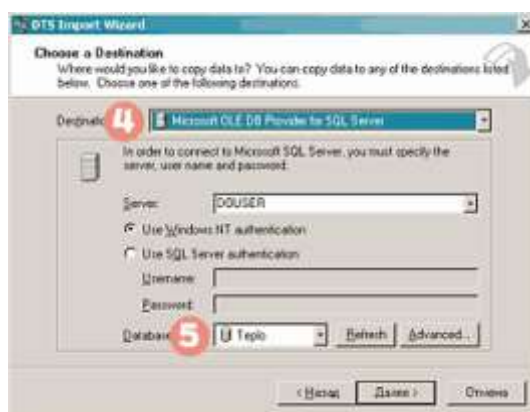 DTS Import Wizard
Choose a Destination
Where would you like to copy data to? You can copy data to any of the destinations listed
below. Choose one of the following destinations.
Destinatio 4 Microsoft OLE DB Provider for SQL Server
In order to connect to Microsoft SQL Server, you must specify the
server, user name and password.
Server: DOUSER
Use Windows NT authentication
Use SQL Server authentication
Username:
Password:
Database 5 Teplo Refresh Advanced...
< Назад Далее > Отмена